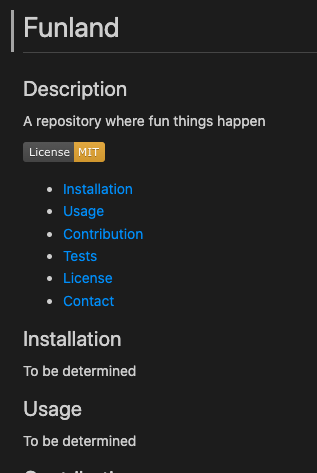 Funland
Description
A repository where fun things happen
License MIT
Installation
Usage
Contribution
Tests
License
Contact
Installation
To be determined
Usage
To be determined